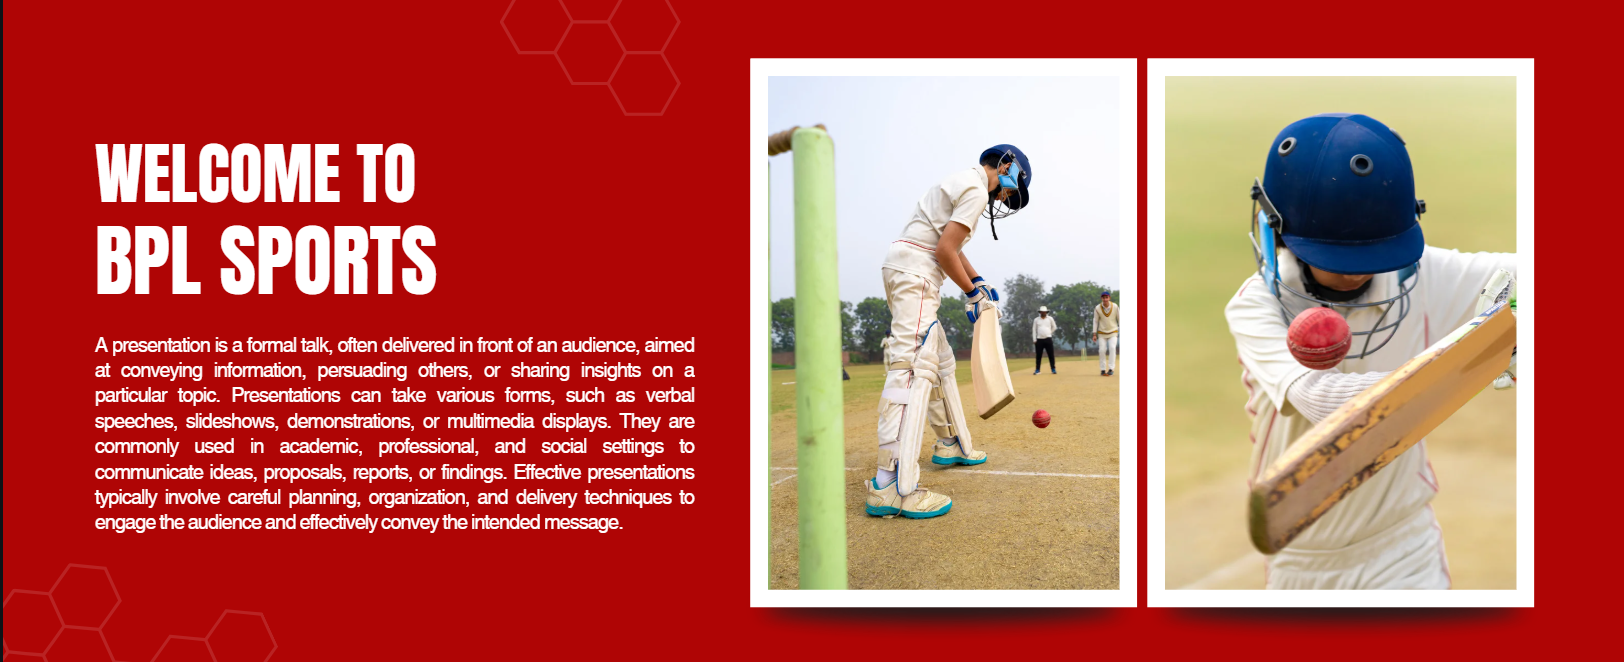 WELCOME TO
BPL SPORTS
A presentation is a formal talk, often delivered in front of an audience, aimed
at conveying information, persuading others, or sharing insights on a
particular topic. Presentations can take various forms, such as verbal
speeches, slideshows, demonstrations, or multimedia displays. They are
commonly used in academic, professional, and social settings to
communicate ideas, proposals, reports, or findings. Effective presentations
typically involve careful planning, organization, and delivery techniques to
engage the audience and effectively convey the intended message.